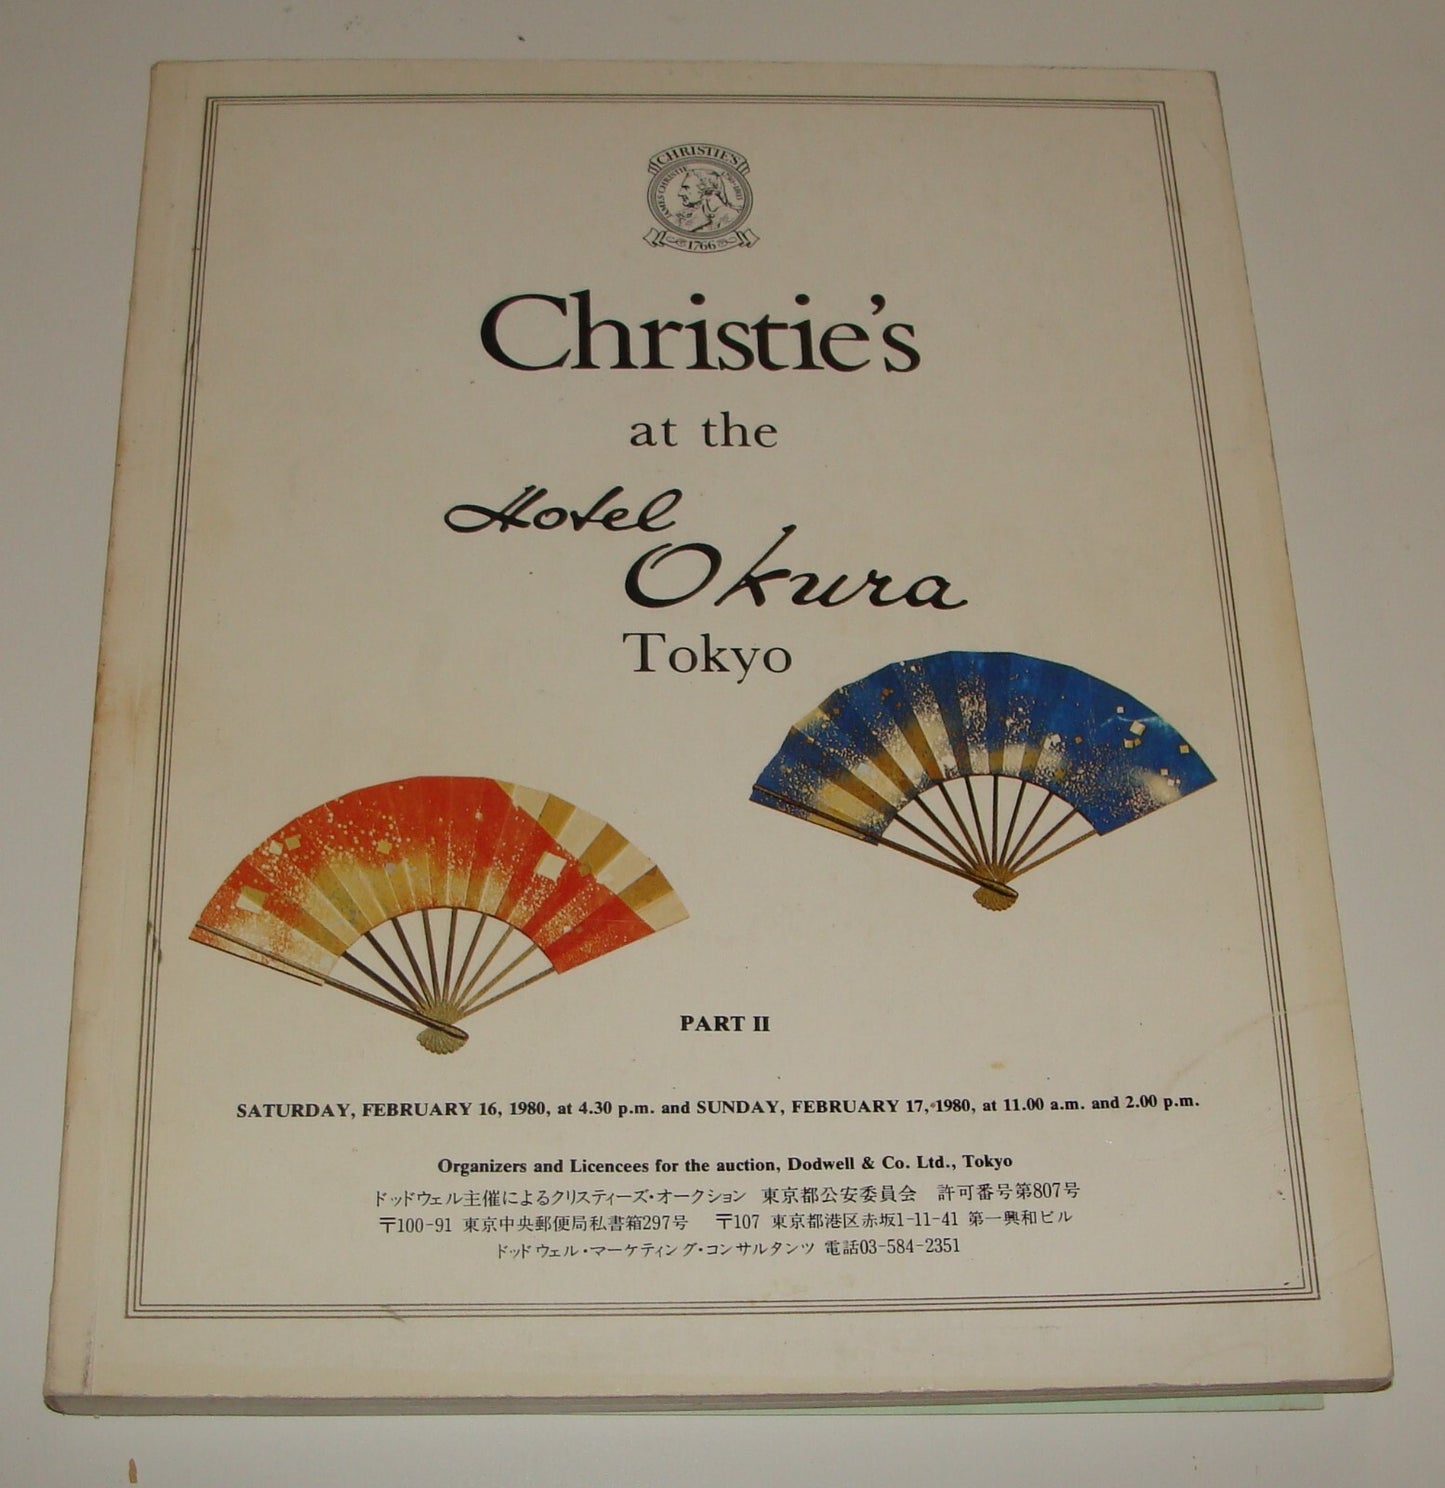 CHRISTIE'S
JAMES CHRISTIE 1730-1803
1766
Christie's
at the
Hotel
Okura
Tokyo
PART II
SATURDAY, FEBRUARY 16, 1980, at 4.30 p.m. and SUNDAY, FEBRUARY 17, 1980, at 11.00 a.m. and 2.00 p.m.
Organizers and Licencees for the auction, Dodwell & Co. Ltd., Tokyo
ドッドウェル主催によるクリスティーズ・オークション 東京都公安委員会 許可番号第807号
〒100-91 東京中央郵便局私書箱297号 〒107 東京都港区赤坂1-11-41 第一興和ビル
ドッドウェル・マーケティング・コンサルタンツ 電話03-584-2351